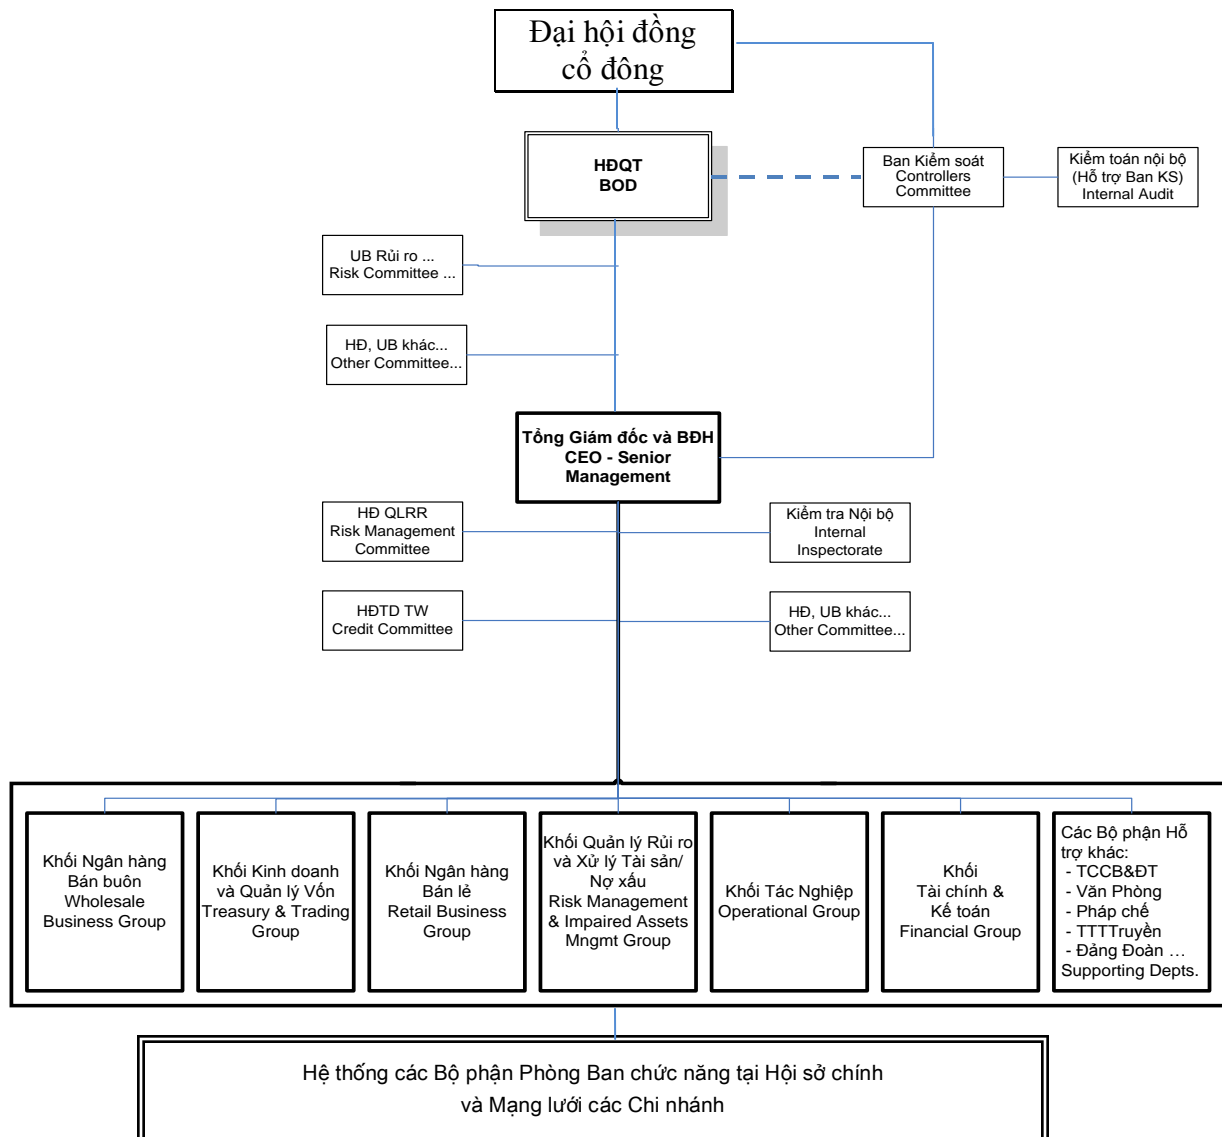 Đại hội đồng
cổ đông
HĐQT
BOD
Ban Kiểm soát
Controllers
Committee
Kiểm toán nội bộ
(Hỗ trợ Ban KS)
Internal Audit
UB Rủi ro ...
Risk Committee ...
HĐ, UB khác...
Other Committee...
Tổng Giám đốc và BĐH
CEO - Senior
Management
HĐ QLRR
Risk Management
Committee
Kiểm tra Nội bộ
Internal
Inspectorate
HĐTD TW
Credit Committee
HĐ, UB khác...
Other Committee...
Khối Ngân hàng
Bán buôn
Wholesale
Business Group
Khối Kinh doanh
và Quản lý Vốn
Treasury & Trading
Group
Khối Ngân hàng
Bán lẻ
Retail Business
Group
Khối Quản lý Rủi ro
và Xử lý Tài sản/
Nợ xấu
Risk Management
& Impaired Assets
Mngmt Group
Khối Tác Nghiệp
Operational Group
Khối
Tài chính &
Kế toán
Financial Group
Các Bộ phận Hỗ
trợ khác:
- TCCB&ĐT
- Văn Phòng
- Pháp chế
- TTTTruyền
- Đảng Đoàn …
Supporting Depts.
Hệ thống các Bộ phận Phòng Ban chức năng tại Hội sở chính
và Mạng lưới các Chi nhánh